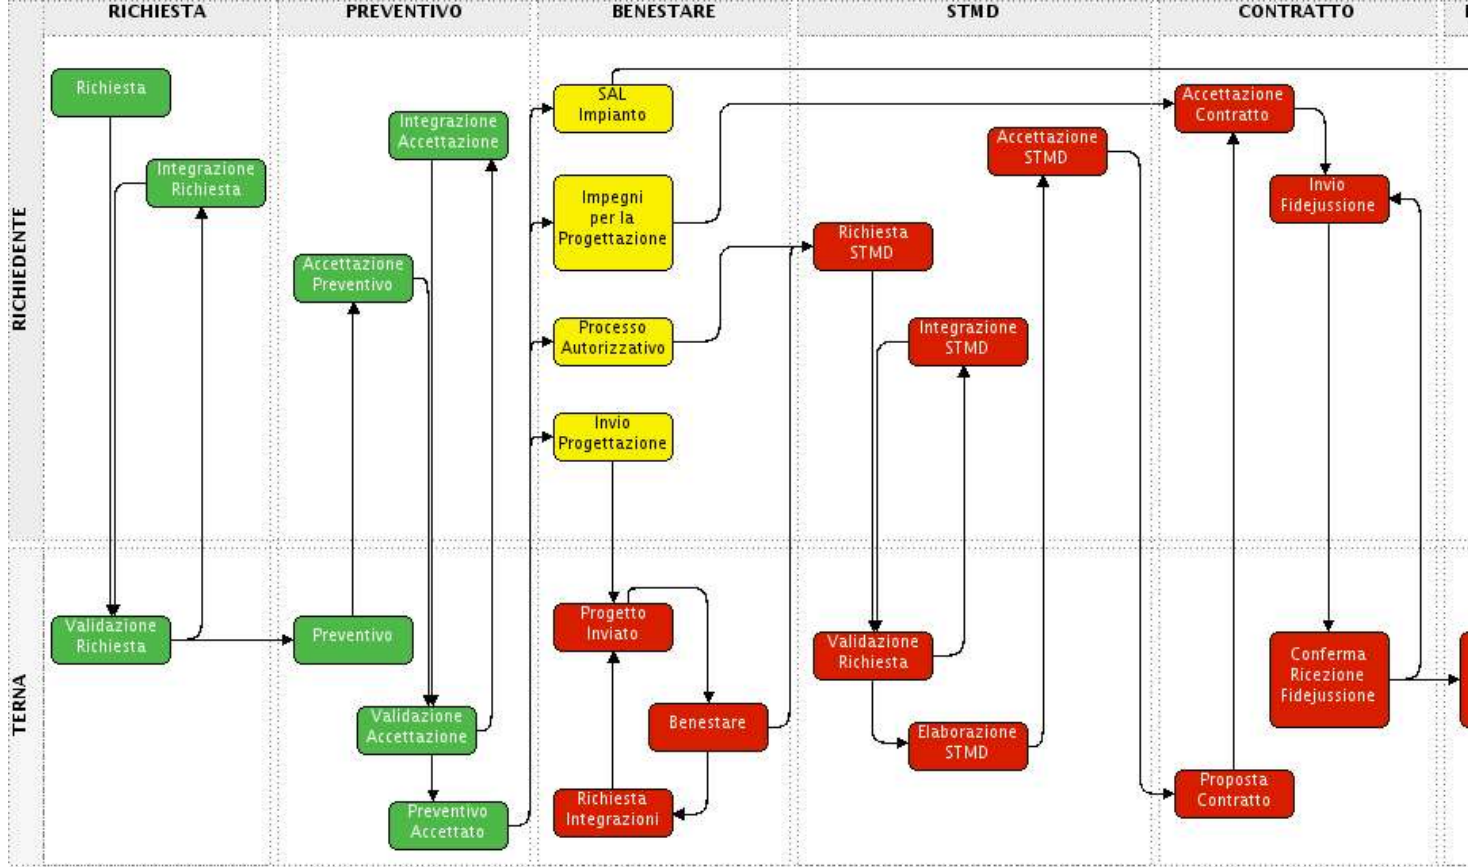 RICHIESTA
PREVENTIVO
BENESTARE
STMD
CONTRATTO
RICHIEDENTE
Richiesta
Integrazione
Richiesta
Integrazione
Accettazione
Accettazione
Preventivo
SAL
Impianto
Impegni
per la
Progettazione
Processo
Autorizzativo
Invio
Progettazione
Richiesta
STMD
Integrazione
STMD
Accettazione
STMD
Accettazione
Contratto
Invio
Fidejussione
TERNA
Validazione
Richiesta
Preventivo
Validazione
Accettazione
Preventivo
Accettato
Progetto
Inviato
Benestare
Richiesta
Integrazioni
Validazione
Richiesta
Elaborazione
STMD
Conferma
Ricezione
Fidejussione
Proposta
Contratto